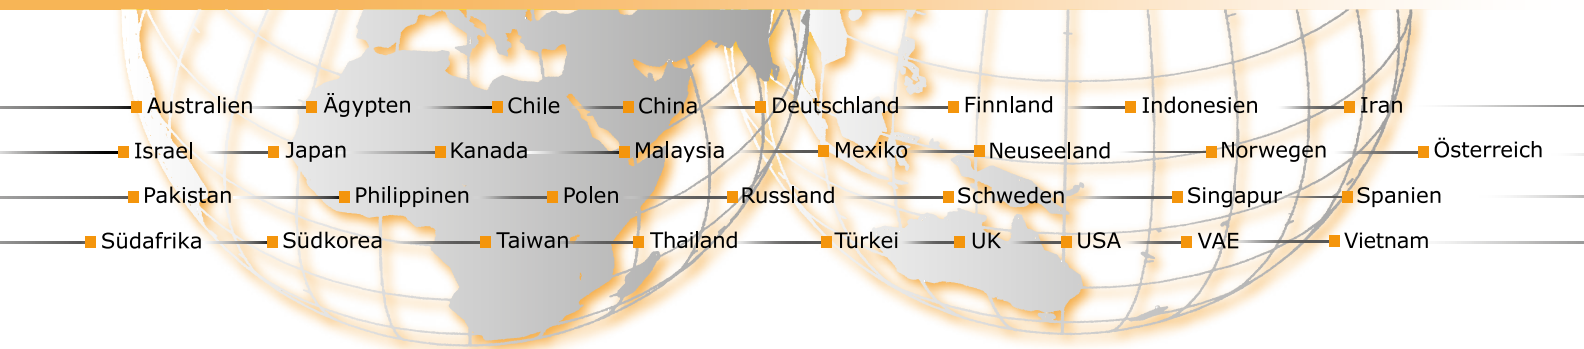 Australien Ägypten Chile China Deutschland Finnland Indonesien Iran
Israel Japan Kanada Malaysia Mexiko Neuseeland Norwegen Österreich
Pakistan Philippinen Polen Russland Schweden Singapur Spanien
Südafrika Südkorea Taiwan Thailand Türkei UK USA VAE Vietnam